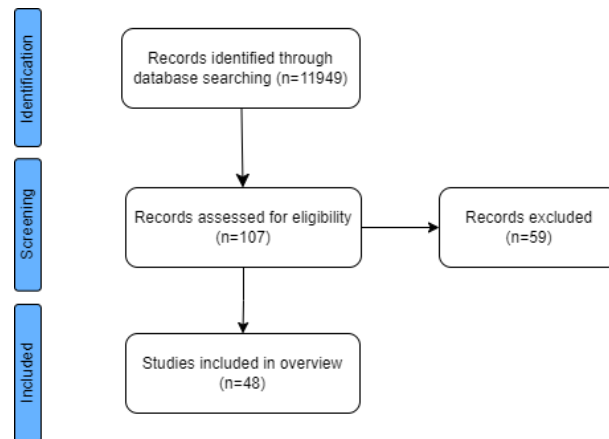 Identification
Records identified through
database searching (n=11949)
Screening
Records assessed for eligibility
(n=107)
Records excluded
(n=59)
Included
Studies included in overview
(n=48)